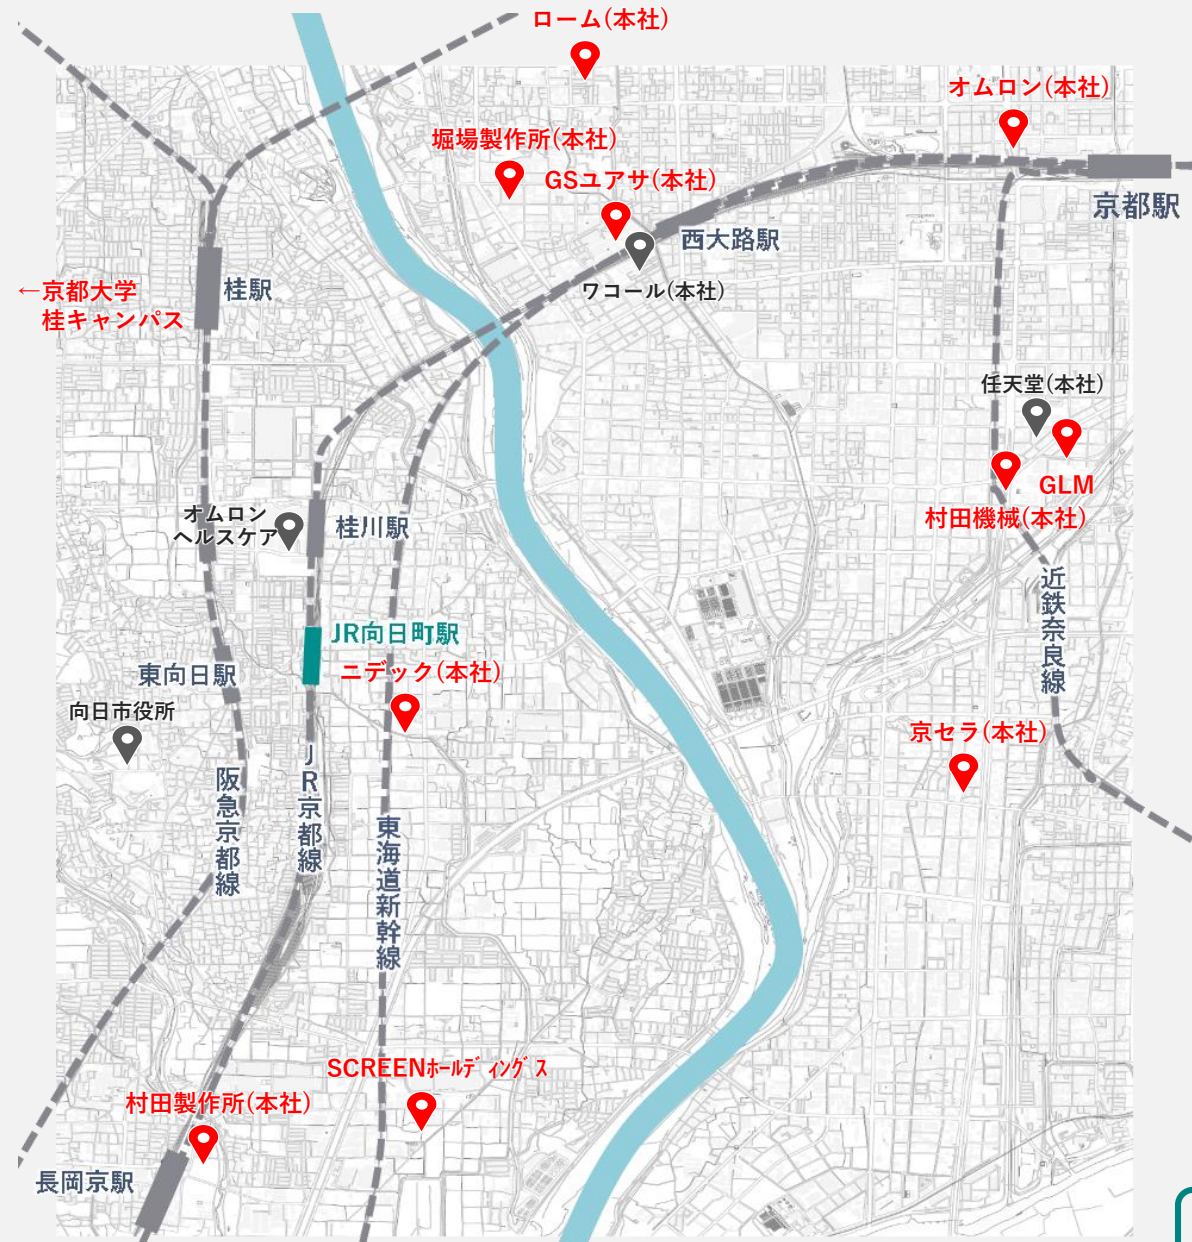 ローム(本社)
オムロン(本社)
堀場製作所(本社)
GSユアサ(本社)
京都駅
西大路駅
ワコール(本社)
桂駅
←京都大学
桂キャンパス
任天堂(本社)
GLM
村田機械(本社)
オムロン
ヘルスケア
桂川駅
近鉄奈良線
JR向日町駅
東向日駅
ニデック(本社)
向日市役所
京セラ(本社)
JR京都線
阪急京都線
東海道新幹線
SCREENホールディングス
村田製作所(本社)
長岡京駅